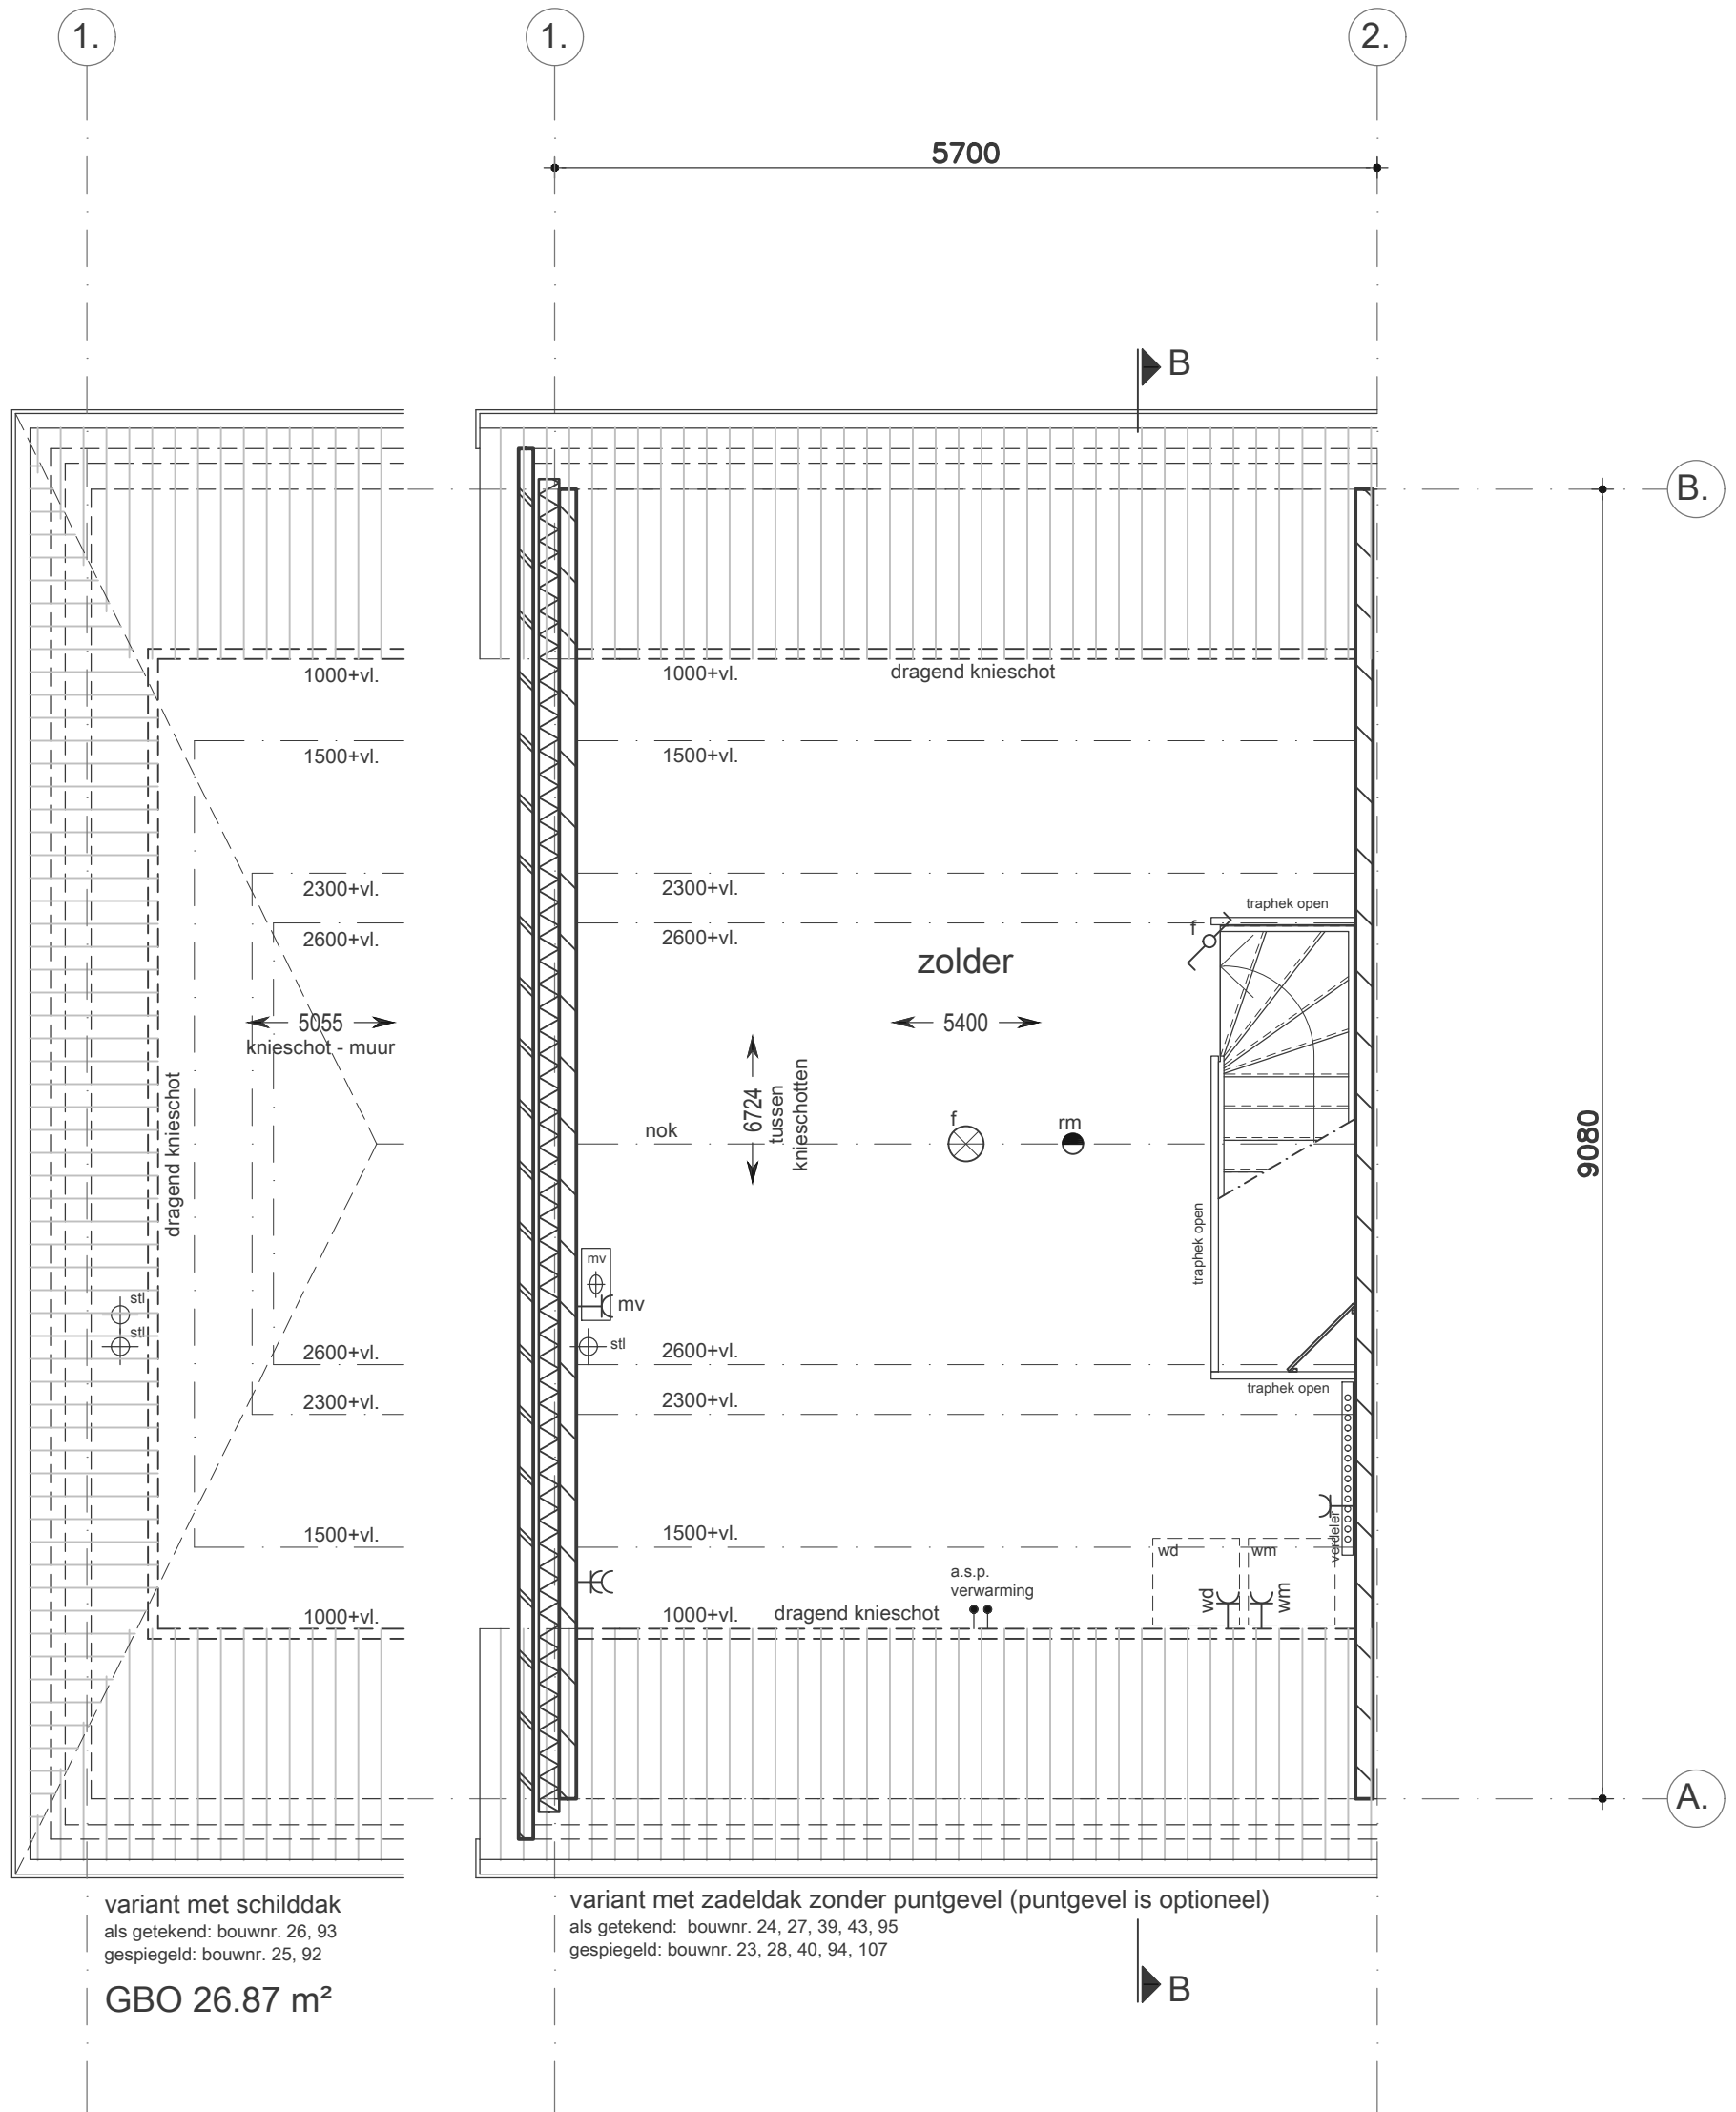 1.
1.
2.
5700
B
B.
1000+vl.
1000+vl.
dragend knieschot
1500+vl.
1500+vl.
2300+vl.
2300+vl.
traphek open
2600+vl.
2600+vl.
f
zolder
5055
knieschot - muur
5400
dragend knieschot
6724
tussen
knieschotten
nok
f
rm
9080
traphek open
mv
mv
stl
stl
stl
2600+vl.
2600+vl.
traphek open
2300+vl.
2300+vl.
verdeler
1500+vl.
1500+vl.
wd
wm
a.s.p.
verwarming
wd
wm
1000+vl.
1000+vl.
dragend knieschot
A.
variant met schilddak
als getekend: bouwnr. 26, 93
gespiegeld: bouwnr. 25, 92
GBO 26.87 m²
variant met zadeldak zonder puntgevel (puntgevel is optioneel)
als getekend: bouwnr. 24, 27, 39, 43, 95
gespiegeld: bouwnr. 23, 28, 40, 94, 107
B